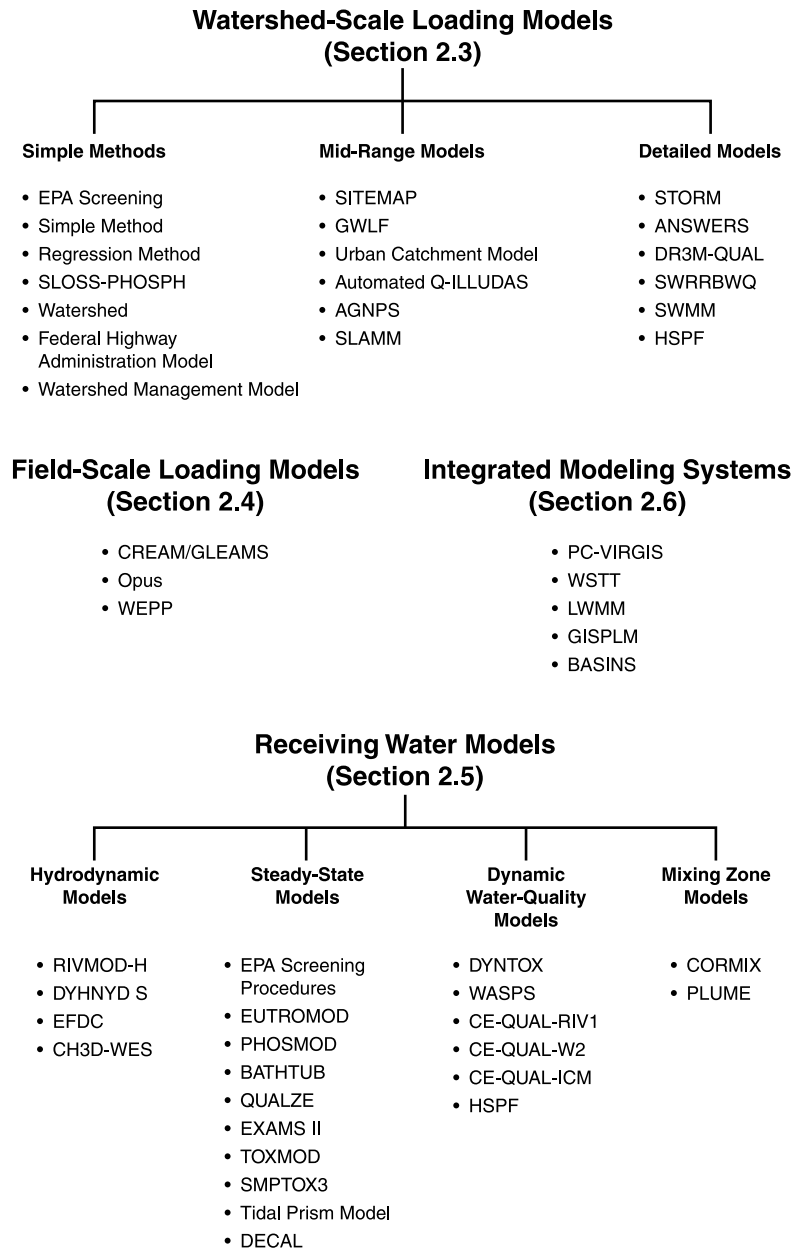 Watershed-Scale Loading Models
(Section 2.3)
Simple Methods
• EPA Screening
• Simple Method
• Regression Method
• SLOSS-PHOSPH
• Watershed
• Federal Highway
Administration Model
• Watershed Management Model
Mid-Range Models
• SITEMAP
• GWLF
• Urban Catchment Model
• Automated Q-ILLUDAS
• AGNPS
• SLAMM
Detailed Models
• STORM
• ANSWERS
• DR3M-QUAL
• SWRRBWQ
• SWMM
• HSPF
Field-Scale Loading Models
(Section 2.4)
• CREAM/GLEAMS
• Opus
• WEPP
Integrated Modeling Systems
(Section 2.6)
• PC-VIRGIS
• WSTT
• LWMM
• GISPLM
• BASINS
Receiving Water Models
(Section 2.5)
Hydrodynamic
Models
• RIVMOD-H
• DYHNYD S
• EFDC
• CH3D-WES
Steady-State
Models
• EPA Screening
Procedures
• EUTROMOD
• PHOSMOD
• BATHTUB
• QUALZE
• EXAMS II
• TOXMOD
• SMPTOX3
• Tidal Prism Model
• DECAL
Dynamic
Water-Quality
Models
• DYNTOX
• WASPS
• CE-QUAL-RIV1
• CE-QUAL-W2
• CE-QUAL-ICM
• HSPF
Mixing Zone
Models
• CORMIX
• PLUME